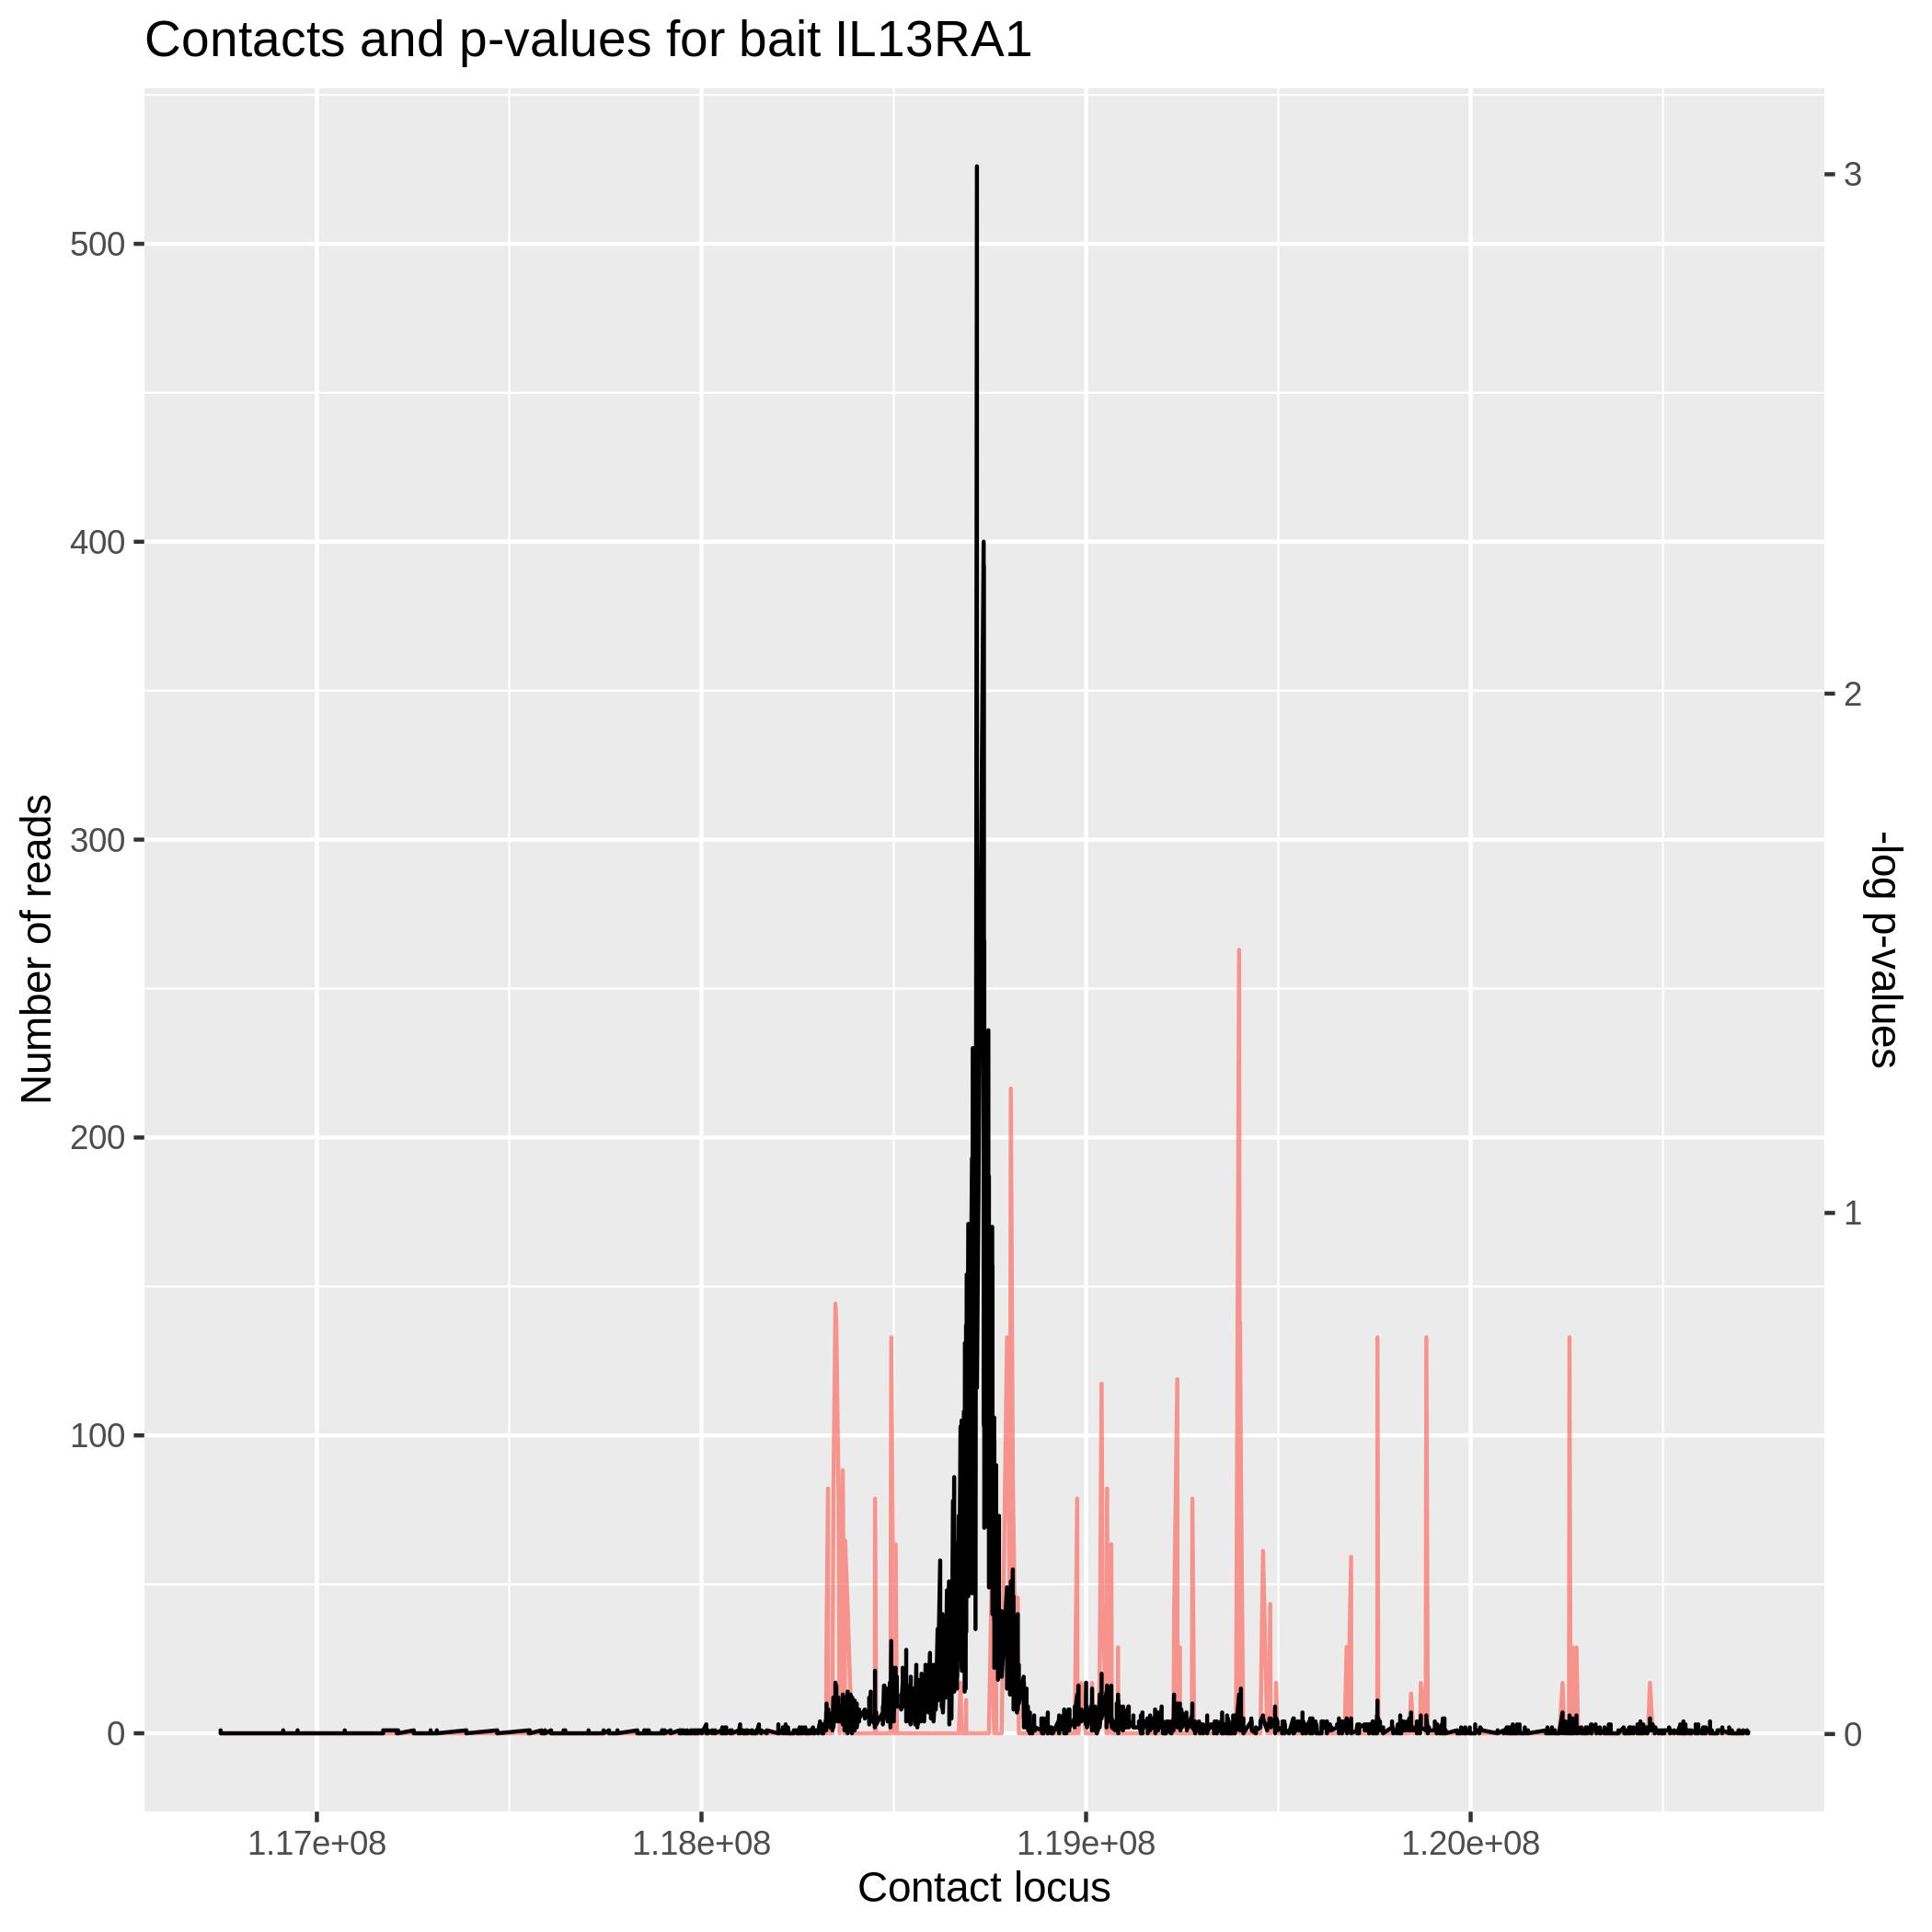 Contacts and p-values for bait IL13RA1
Number of reads
500
400
300
200
100
0
3
2
1
0
-log p-values
1.17e+08
1.18e+08
1.19e+08
1.20e+08
Contact locus